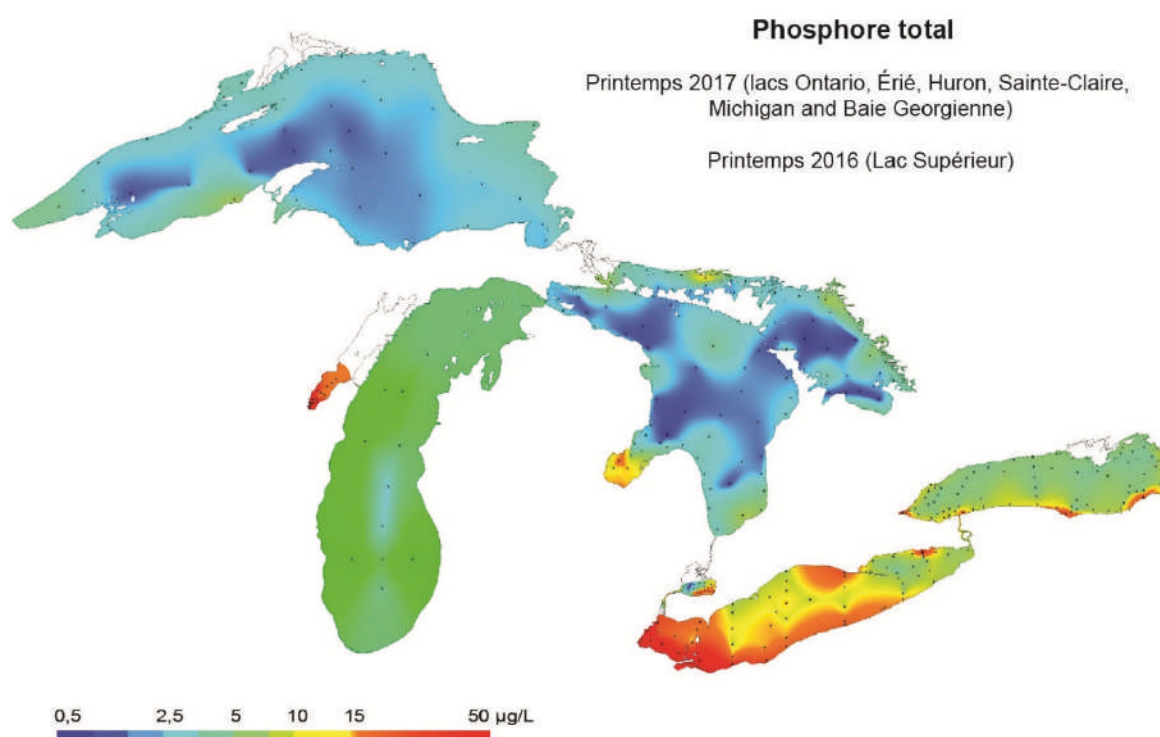 Phosphore total
Printemps 2017 (lacs Ontario, Érié, Huron, Sainte-Claire,
Michigan and Baie Georgienne)
Printemps 2016 (Lac Supérieur)
0,5 2,5 5 10 15 50 µg/L